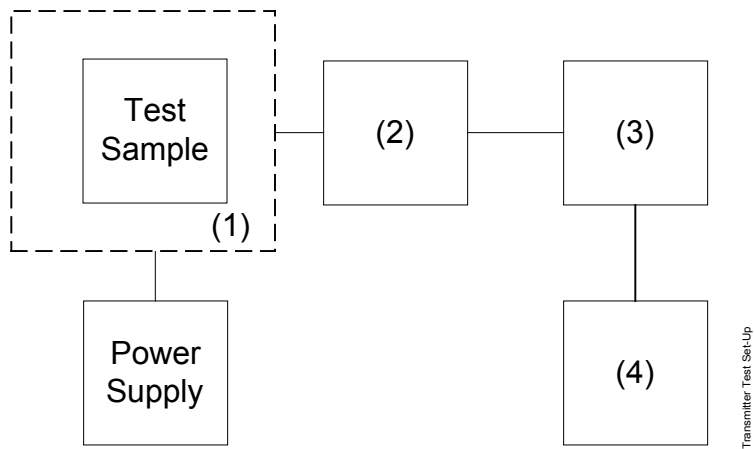 Test
Sample
(1)
(2)
(3)
Power
Supply
(4)
Transmitter Test Set-Up